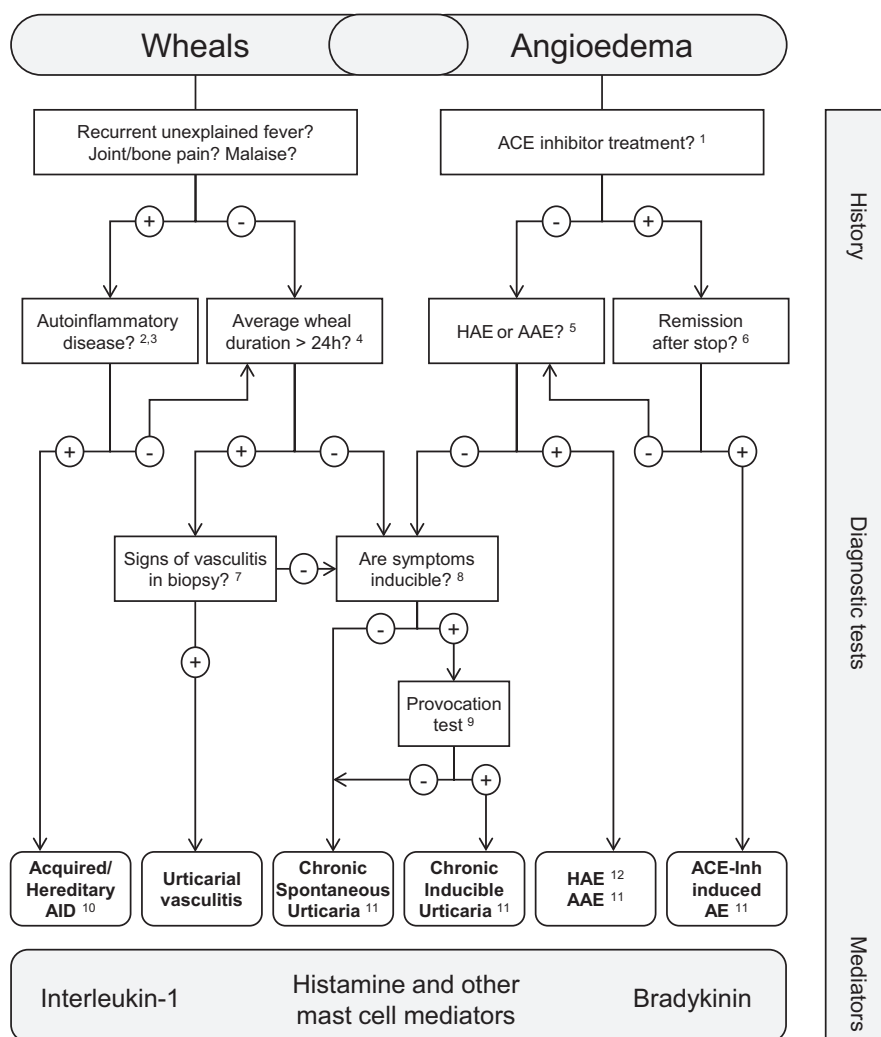 Wheals
Angioedema
Recurrent unexplained fever?
Joint/bone pain? Malaise?
ACE inhibitor treatment? 1
History
+
-
-
+
Autoinflammatory
disease? 2,3
Average wheal
duration > 24h? 4
HAE or AAE? 5
Remission
after stop? 6
+
-
+
-
-
+
-
+
Diagnostic tests
Signs of vasculitis
in biopsy? 7
-
Are symptoms
inducible? 8
-
+
+
Provocation
test 9
-
+
Acquired/
Hereditary
AID 10
Urticarial
vasculitis
Chronic
Spontaneous
Urticaria 11
Chronic
Inducible
Urticaria 11
HAE 12
AAE 11
ACE-Inh
induced
AE 11
Mediators
Interleukin-1
Histamine and other
mast cell mediators
Bradykinin